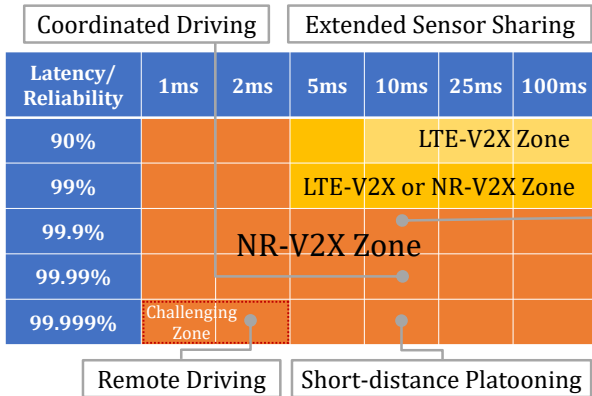 Coordinated Driving
Extended Sensor Sharing
Latency/
Reliability
1ms
2ms
5ms
10ms
25ms
100ms
90%
LTE-V2X Zone
99%
LTE-V2X or NR-V2X Zone
99.9%
NR-V2X Zone
99.99%
99.999%
Challenging
Zone
Remote Driving
Short-distance Platooning